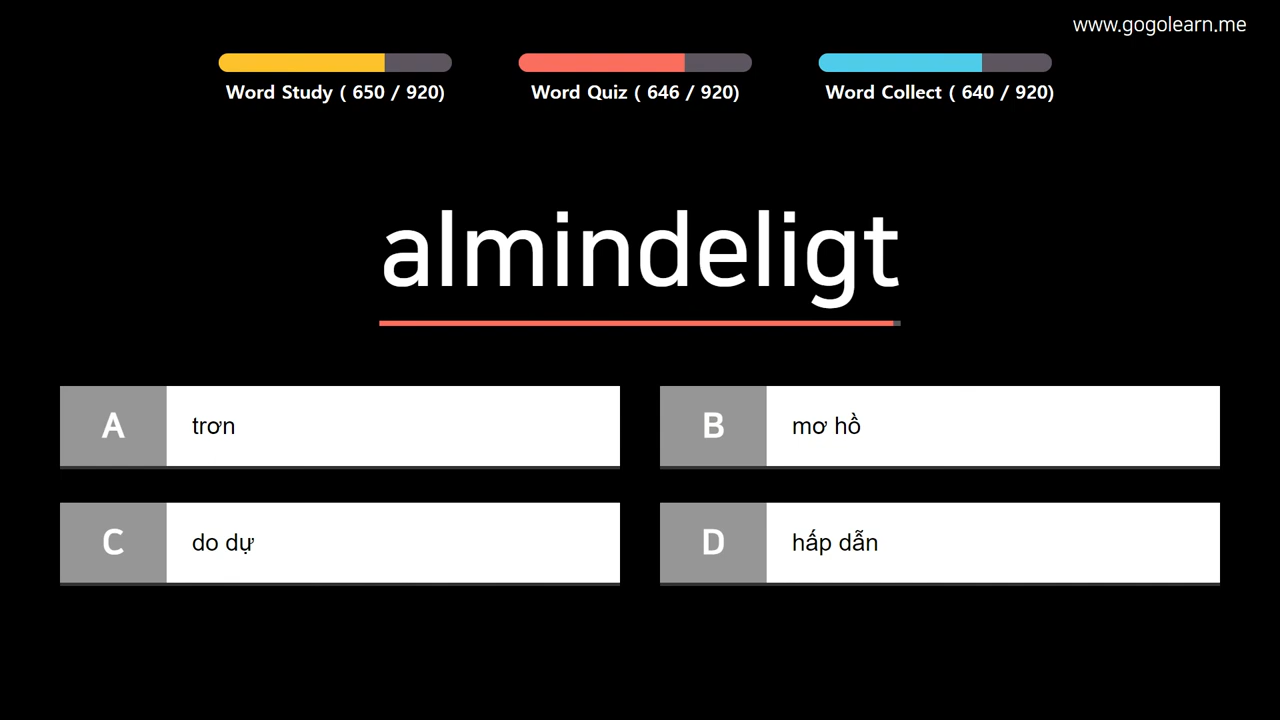 www.gogolearn.me
Word Study ( 650 / 920)
Word Quiz ( 646 / 920)
Word Collect ( 640 / 920)
almindeligt
A
trơn
B
mơ hồ
C
do dự
D
hấp dẫn